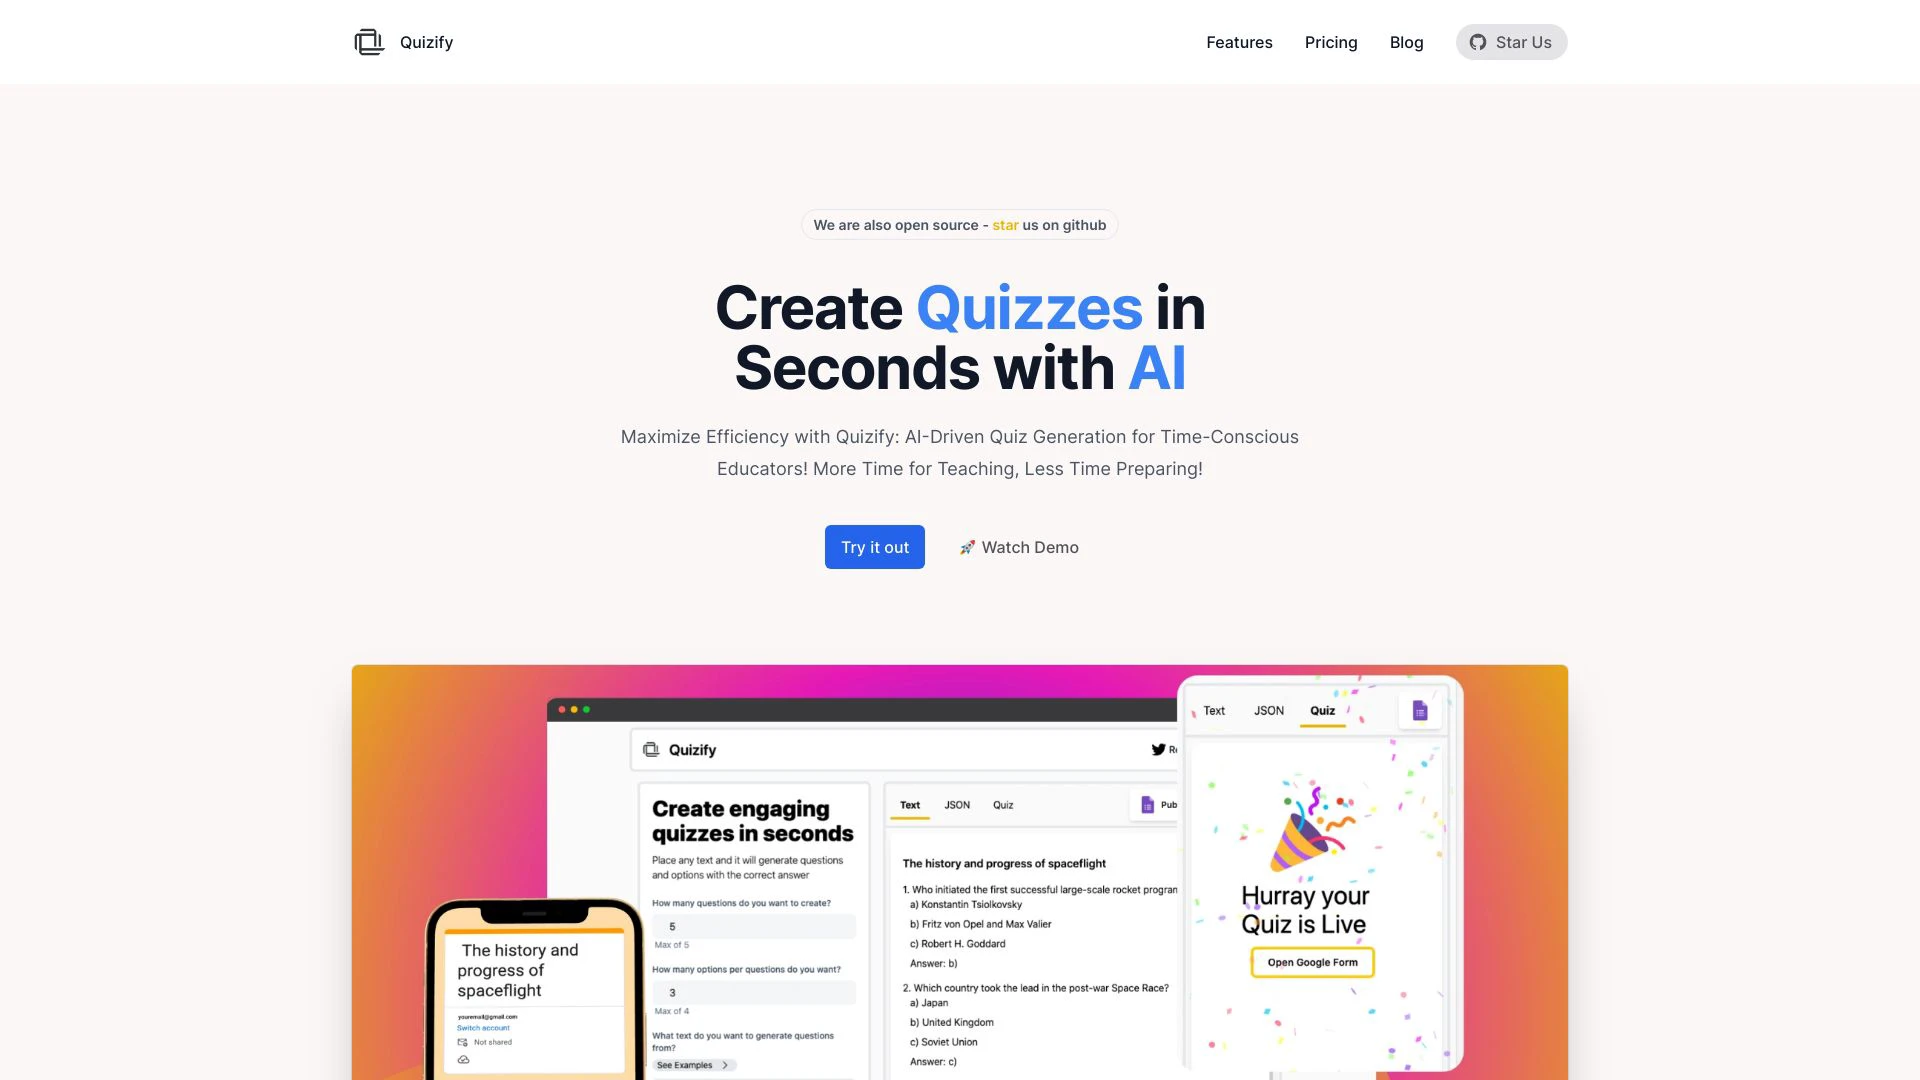 Quizify
Features
Pricing
Blog
Star Us
We are also open source - star us on github
Create Quizzes in
Seconds with AI
Maximize Efficiency with Quizify: AI-Driven Quiz Generation for Time-Conscious
Educators! More Time for Teaching, Less Time Preparing!
Try it out
🚀 Watch Demo
Quizify
Create engaging
quizzes in seconds
Place any text and it will generate questions
and options with the correct answer
How many questions do you want to create?
5
Max of 5
How many options per questions do you want?
3
Max of 4
What text do you want to generate questions
from?
See Examples
Text
JSON
Quiz
The history and progress of spaceflight
1. Who initiated the first successful large-scale rocket program
a) Konstantin Tsiolkovsky
b) Fritz von Opel and Max Valier
c) Robert H. Goddard
Answer: b)
2. Which country took the lead in the post-war Space Race?
a) Japan
b) United Kingdom
c) Soviet Union
Answer: c)
Text
JSON
Quiz
Hurray your
Quiz is Live
Open Google Form
The history and
progress of
spaceflight
youremail@gmail.com
Switch account
Not shared